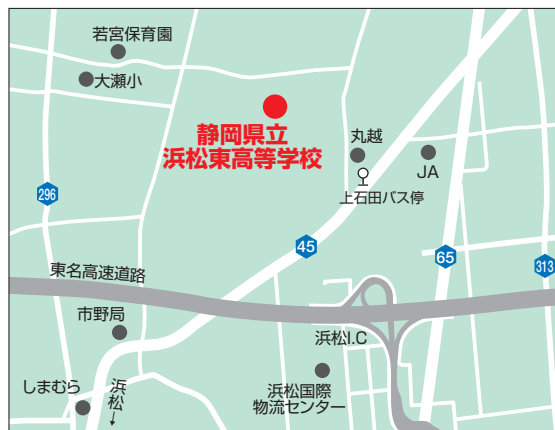 若宮保育園
大瀬小
静岡県立
浜松東高等学校
丸越
JA
上石田バス停
296
45
65
313
東名高速道路
市野局
浜松I.C
しまむら
浜松→
浜松国際
物流センター